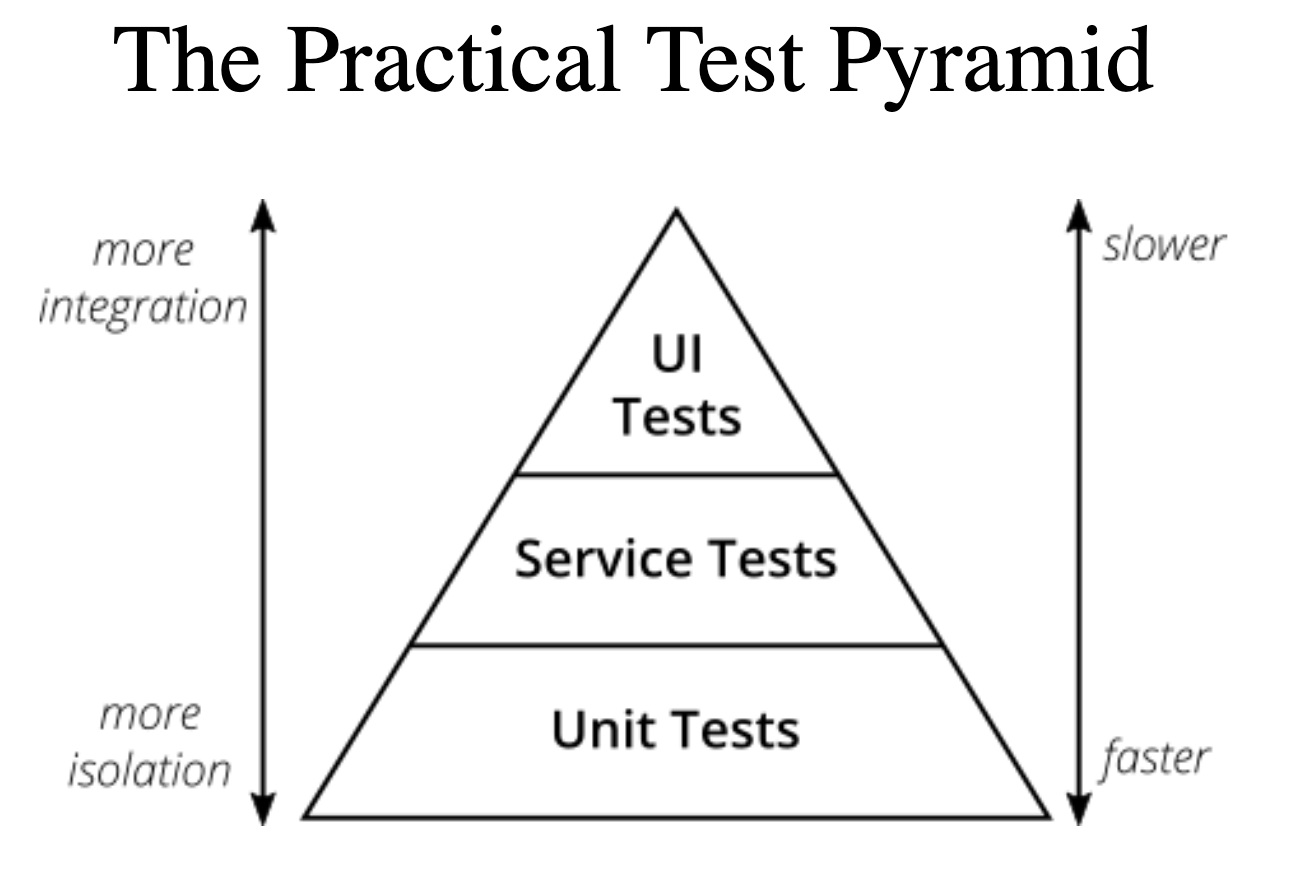 The Practical Test Pyramid
more
integration
slower
UI
Tests
Service Tests
Unit Tests
more
isolation
faster